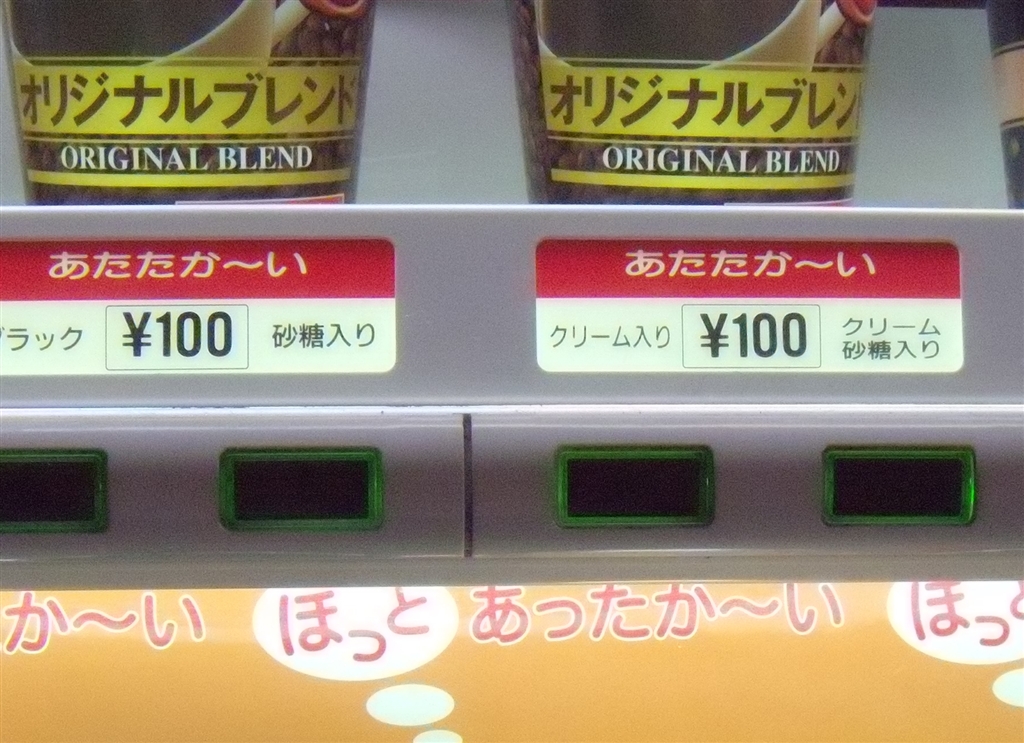 オリジナルブレンド
ORIGINAL BLEND
オリジナルブレン
ORIGINAL BLEND
あたたか〜い
ブラック ¥100 砂糖入り
あたたか〜い
クリーム入り ¥100 クリーム
砂糖入り
か〜い ほっと あったか〜い ほっと